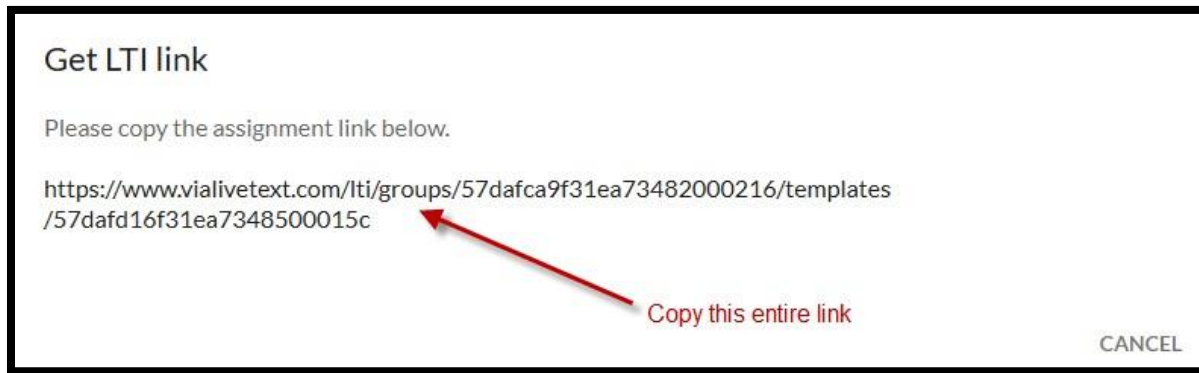 Get LTI link
Please copy the assignment link below.
https://www.vialivetext.com/lti/groups/57dafca9f31ea73482000216/templates
/57dafd16f31ea7348500015c
Copy this entire link
CANCEL